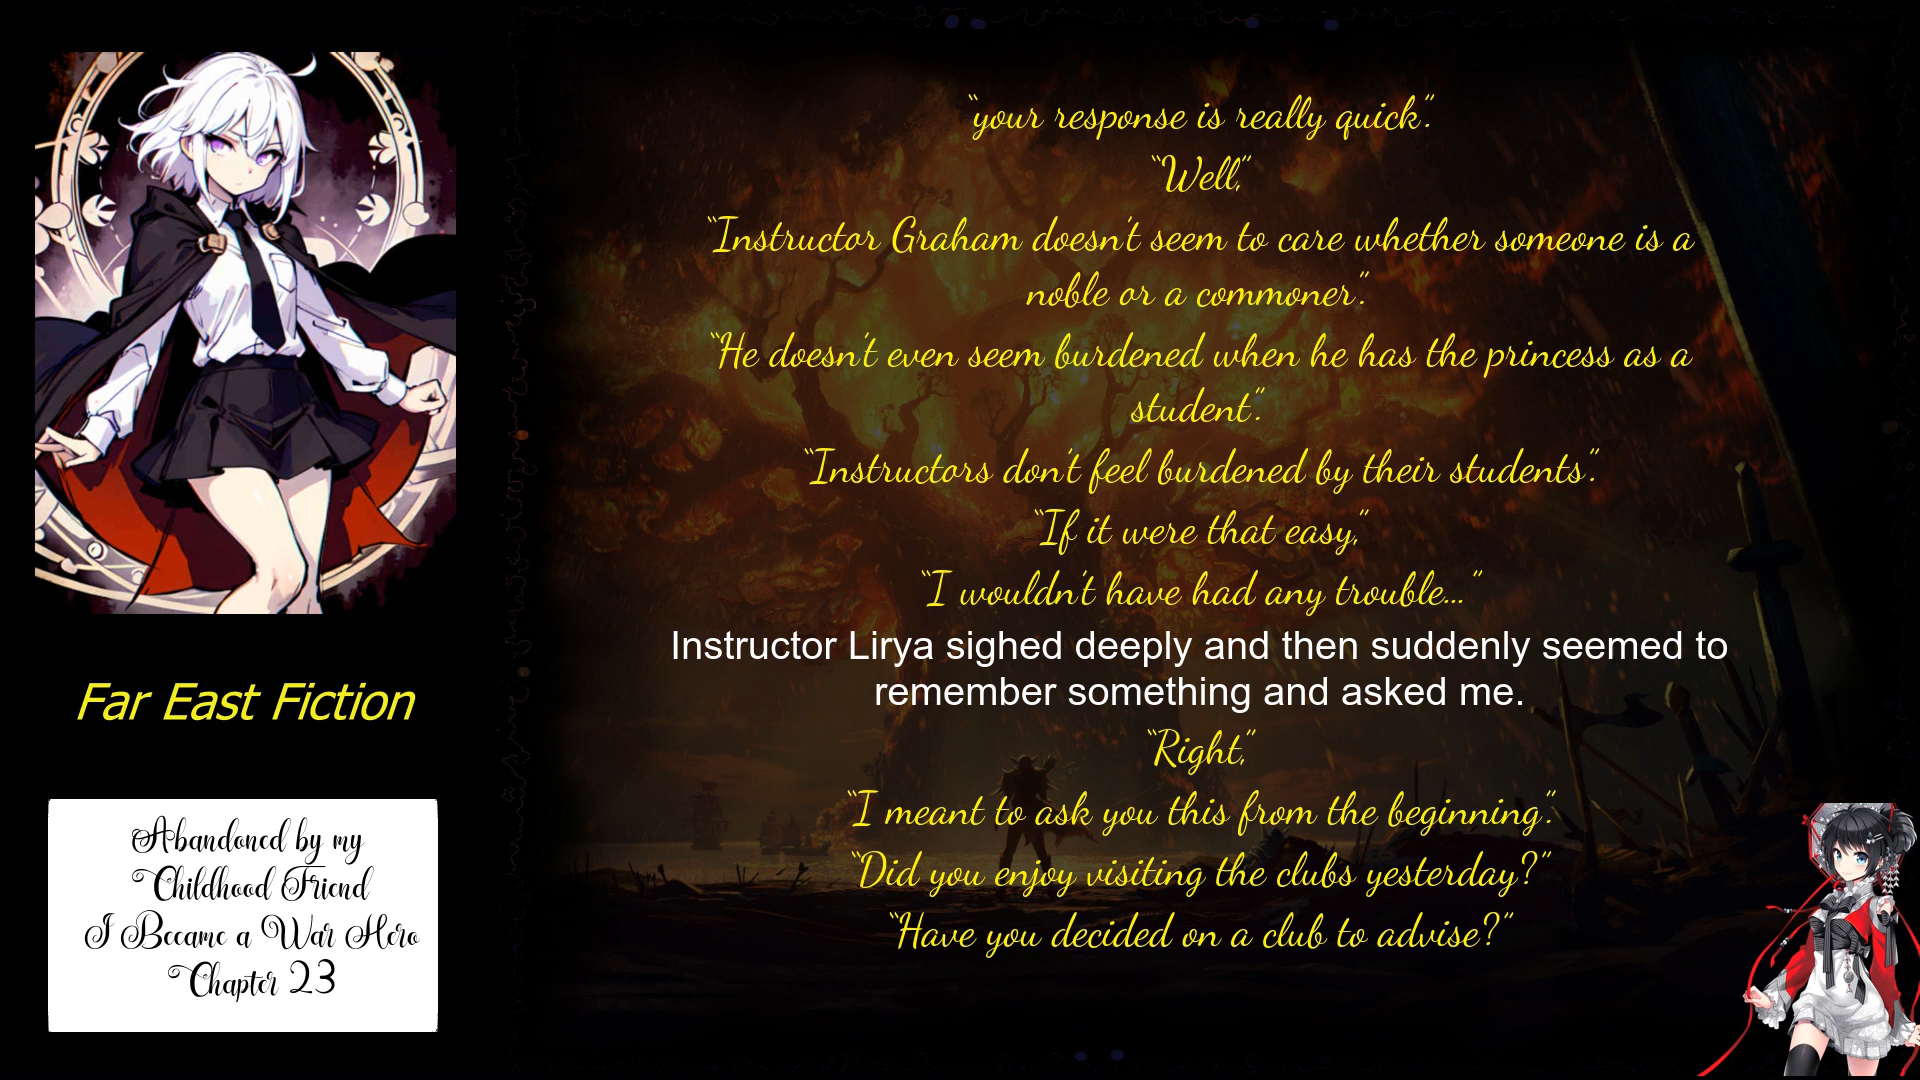 “your response is really quick”.
“Well,”
“Instructor Graham doesn’t seem to care whether someone is a
noble or a commoner”.
“He doesn’t even seem burdened when he has the princess as a
student”.
“Instructors don’t feel burdened by their students”.
“If it were that easy,”
“I wouldn’t have had any trouble…”
Instructor Lirya sighed deeply and then suddenly seemed to
remember something and asked me.
“Right,”
“I meant to ask you this from the beginning”.
“Did you enjoy visiting the clubs yesterday?”
“Have you decided on a club to advise?”
Far East Fiction
Abandoned by my
Childhood Friend
I Became a War Hero
Chapter 23